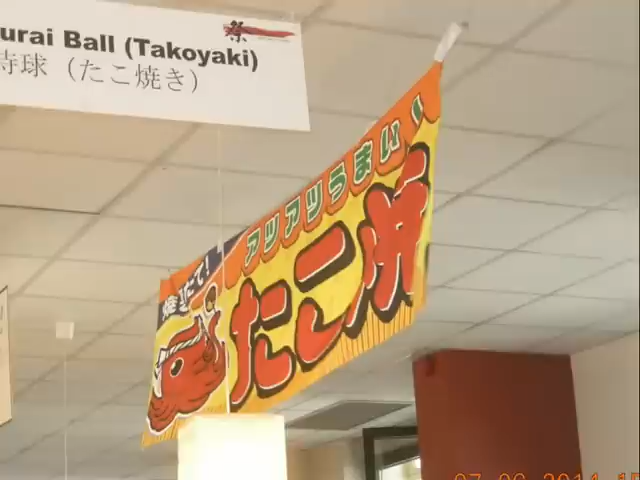 祭
urai Ball (Takoyaki)
侍球（たこ焼き）
アツアツうまい！
焼きたて！
たこ焼